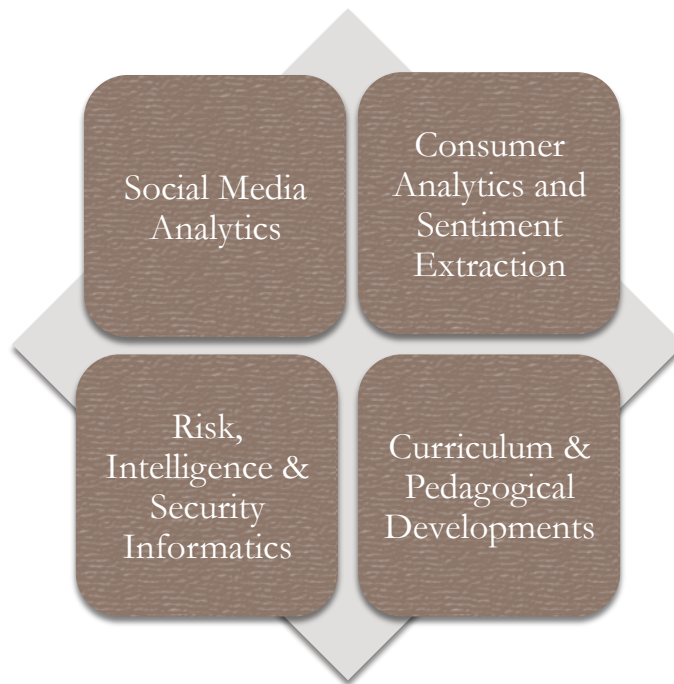 Social Media
Analytics
Consumer
Analytics and
Sentiment
Extraction
Risk,
Intelligence &
Security
Informatics
Curriculum &
Pedagogical
Developments